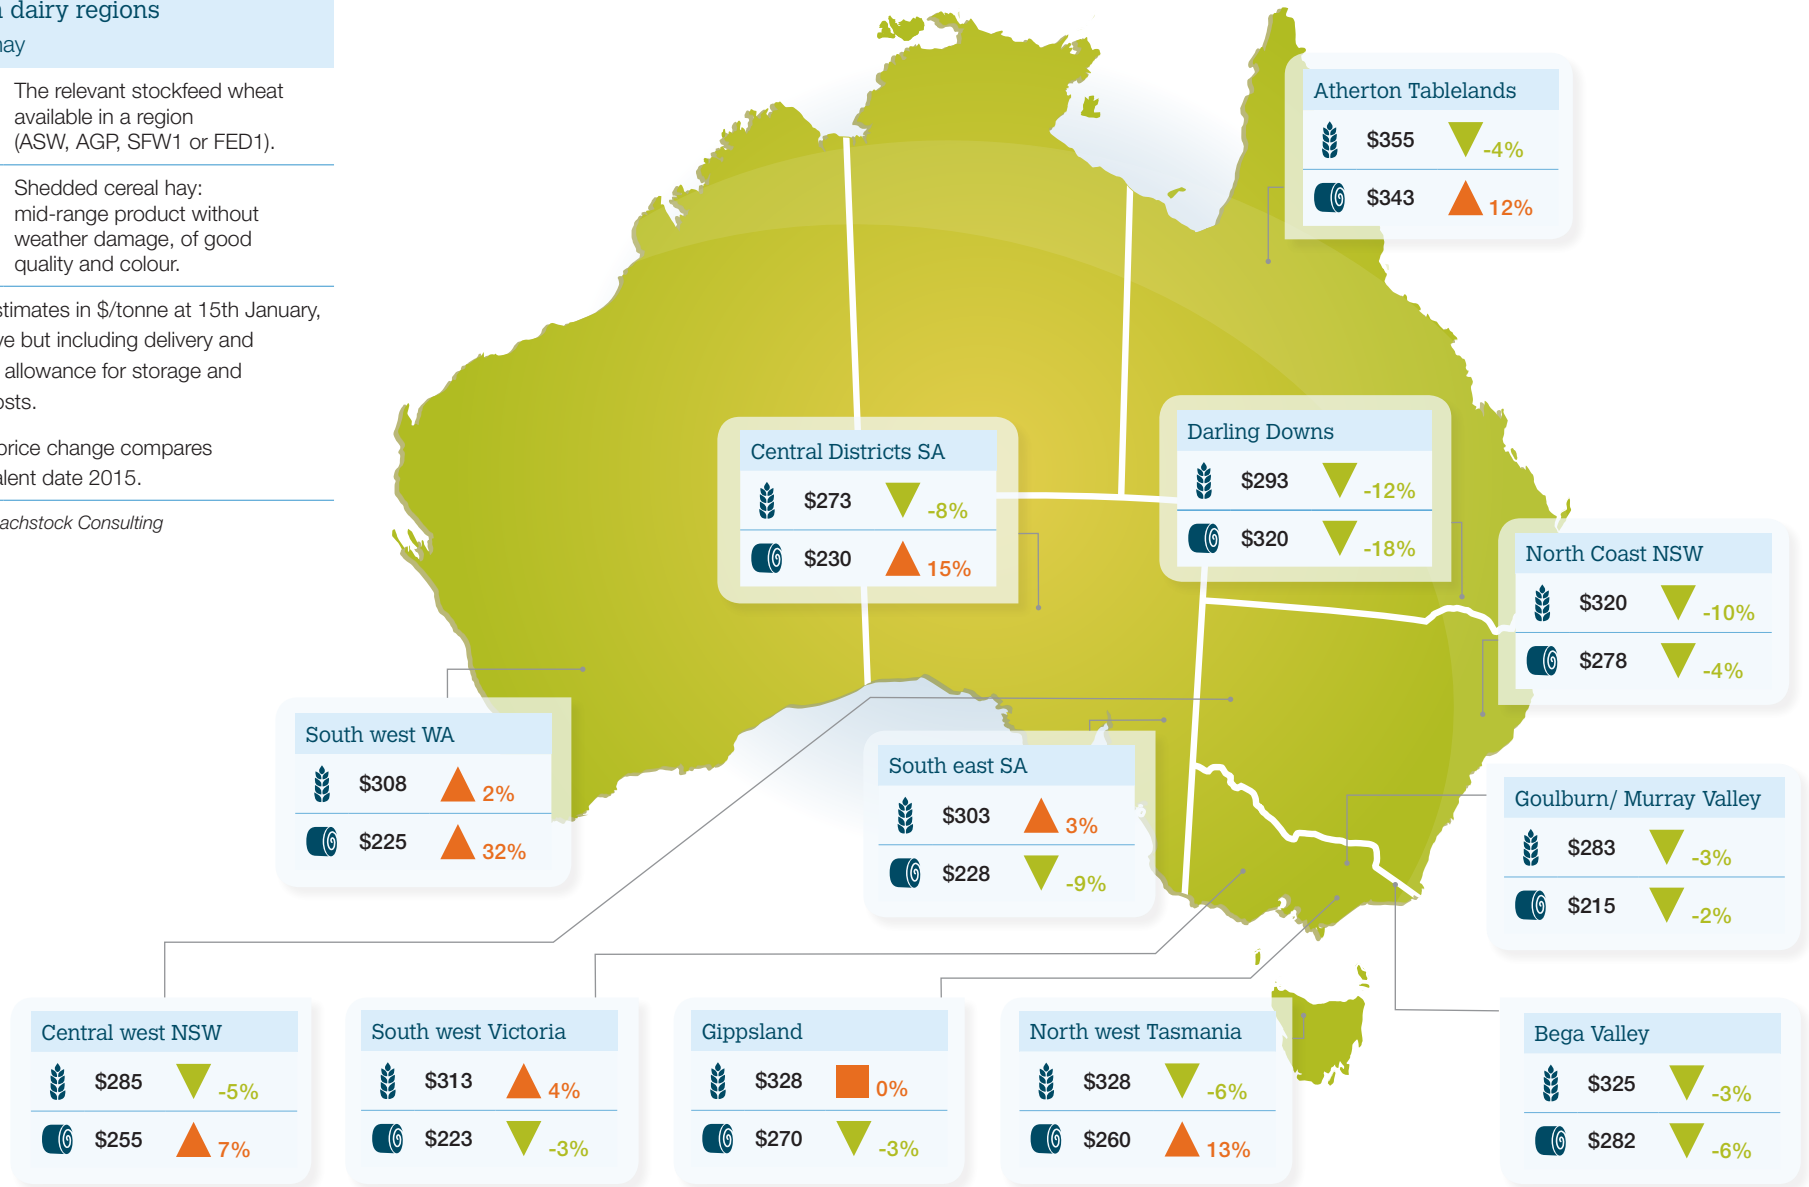 dairy regions
The relevant stockfeed wheat
available in a region
(ASW, AGP, SFW1 or FED1).
Shedded cereal hay:
mid-range product without
weather damage, of good
quality and colour.
in $/tonne at 15th January,
but including delivery and
allowance for storage and
price change compares
date 2015.
Consulting
Atherton Tablelands
$355 -4%
$343 12%
Central Districts SA
$273 -8%
$230 15%
Darling Downs
$293 -12%
$320 -18%
North Coast NSW
$320 -10%
$278 -4%
South west WA
$308 2%
$225 32%
South east SA
$303 3%
$228 -9%
Goulburn/ Murray Valley
$283 -3%
$215 -2%
Central west NSW
$285 -5%
$255 7%
South west Victoria
$313 4%
$223 -3%
Gippsland
$328 0%
$270 -3%
North west Tasmania
$328 -6%
$260 13%
Bega Valley
$325 -3%
$282 -6%